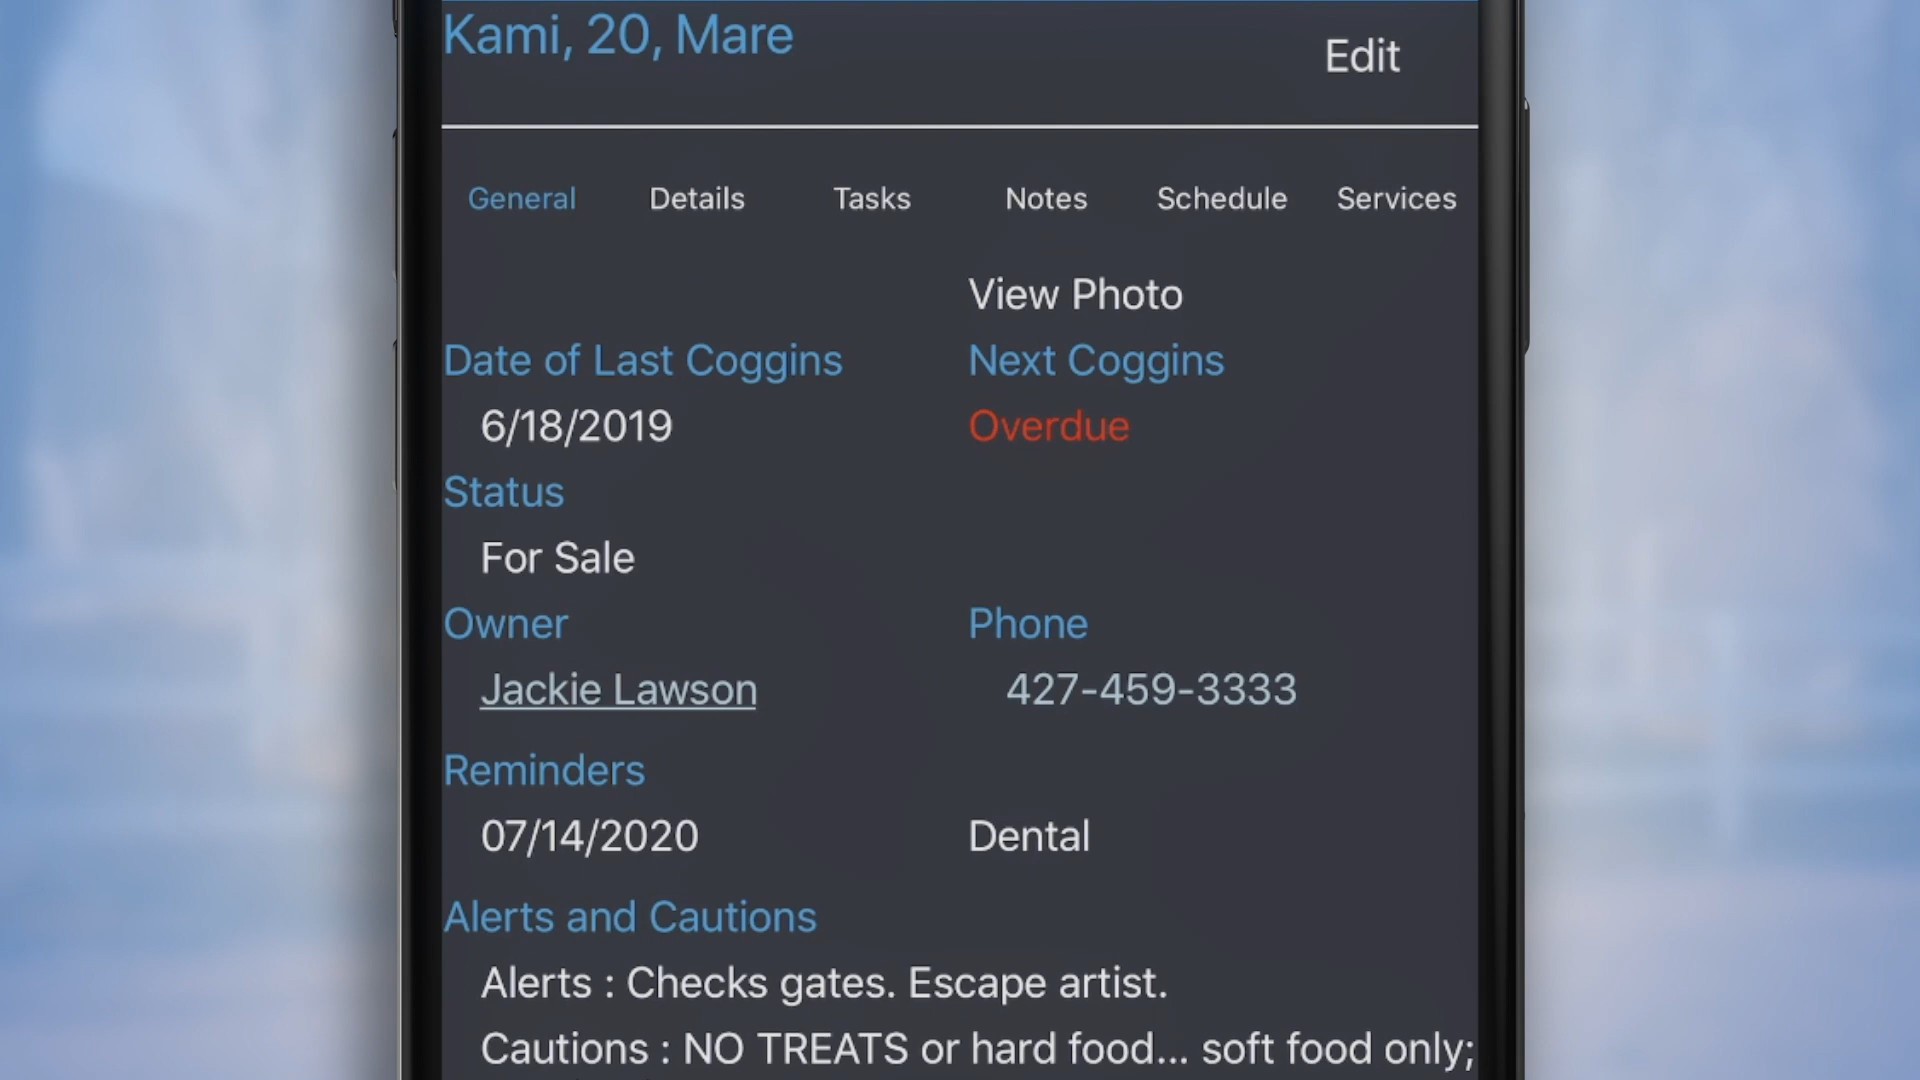 Kami, 20, Mare
Edit
General Details Tasks Notes Schedule Services
View Photo
Date of Last Coggins Next Coggins
6/18/2019 Overdue
Status
For Sale
Owner Phone
Jackie Lawson 427-459-3333
Reminders
07/14/2020 Dental
Alerts and Cautions
Alerts : Checks gates. Escape artist.
Cautions : NO TREATS or hard food... soft food only;